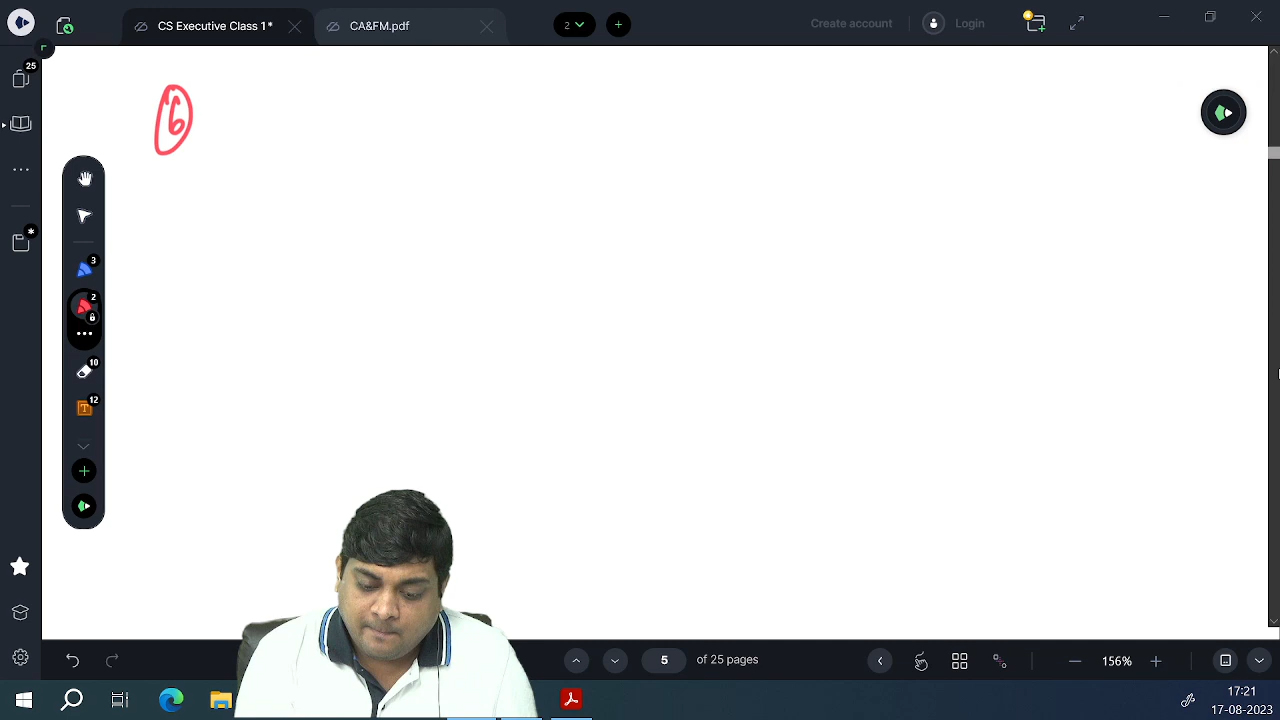 CS Executive Class 1*
CA&FM.pdf
2
Create account
Login
25
6
3
2
10
T
12
5
of 25 pages
156%
17:21
17-08-2023